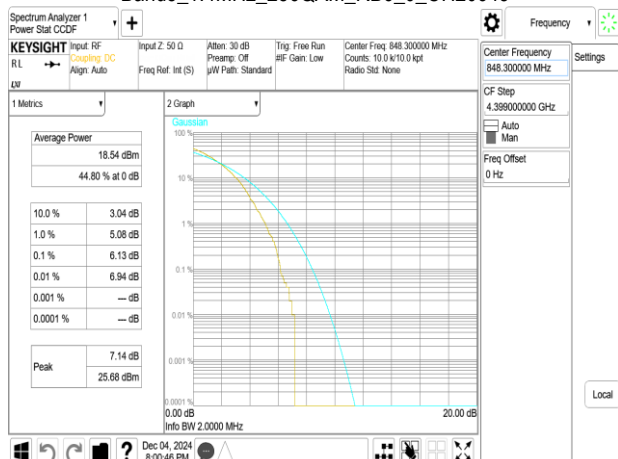 Spectrum Analyzer 1
Power Stat CCDF
Frequency
KEYSIGHT
RL
LXI
Input: RF
Coupling: DC
Align: Auto
Input Z: 50 Ω
Freq Ref: Int (S)
Atten: 30 dB
Preamp: Off
µW Path: Standard
Trig: Free Run
#IF Gain: Low
Center Freq: 848.300000 MHz
Counts: 10.0 k/10.0 kpt
Radio Std: None
Center Frequency
848.300000 MHz
Settings
CF Step
4.399000000 GHz
Auto
Man
Freq Offset
0 Hz
1 Metrics
Average Power
18.54 dBm
44.80 % at 0 dB
10.0 % 3.04 dB
1.0 % 5.08 dB
0.1 % 6.13 dB
0.01 % 6.94 dB
0.001 % --- dB
0.0001 % --- dB
Peak
7.14 dB
25.68 dBm
2 Graph
Gaussian
100 %
10 %
1 %
0.1 %
0.01 %
0.001 %
0.0001 %
0.00 dB
20.00 dB
Info BW 2.0000 MHz
Local
Dec 04, 2024
8:00:46 PM